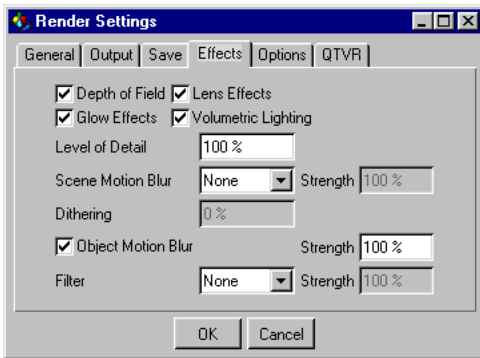 Render Settings
General Output Save Effects Options QTVR
Depth of Field Lens Effects
Glow Effects Volumetric Lighting
Level of Detail 100 %
Scene Motion Blur None Strength 100 %
Dithering 0 %
Object Motion Blur Strength 100 %
Filter None Strength 100 %
OK Cancel